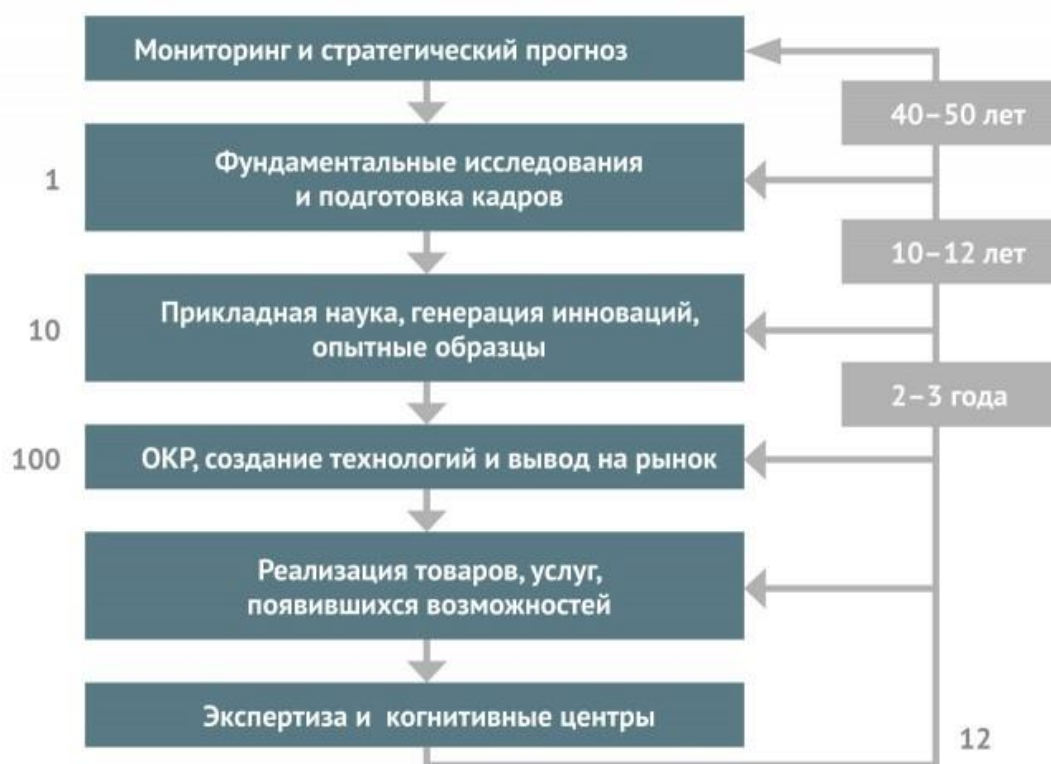 Мониторинг и стратегический прогноз
40–50 лет
1
Фундаментальные исследования
и подготовка кадров
10–12 лет
10
Прикладная наука, генерация инноваций,
опытные образцы
2–3 года
100
ОКР, создание технологий и вывод на рынок
Реализация товаров, услуг,
появившихся возможностей
Экспертиза и когнитивные центры
12